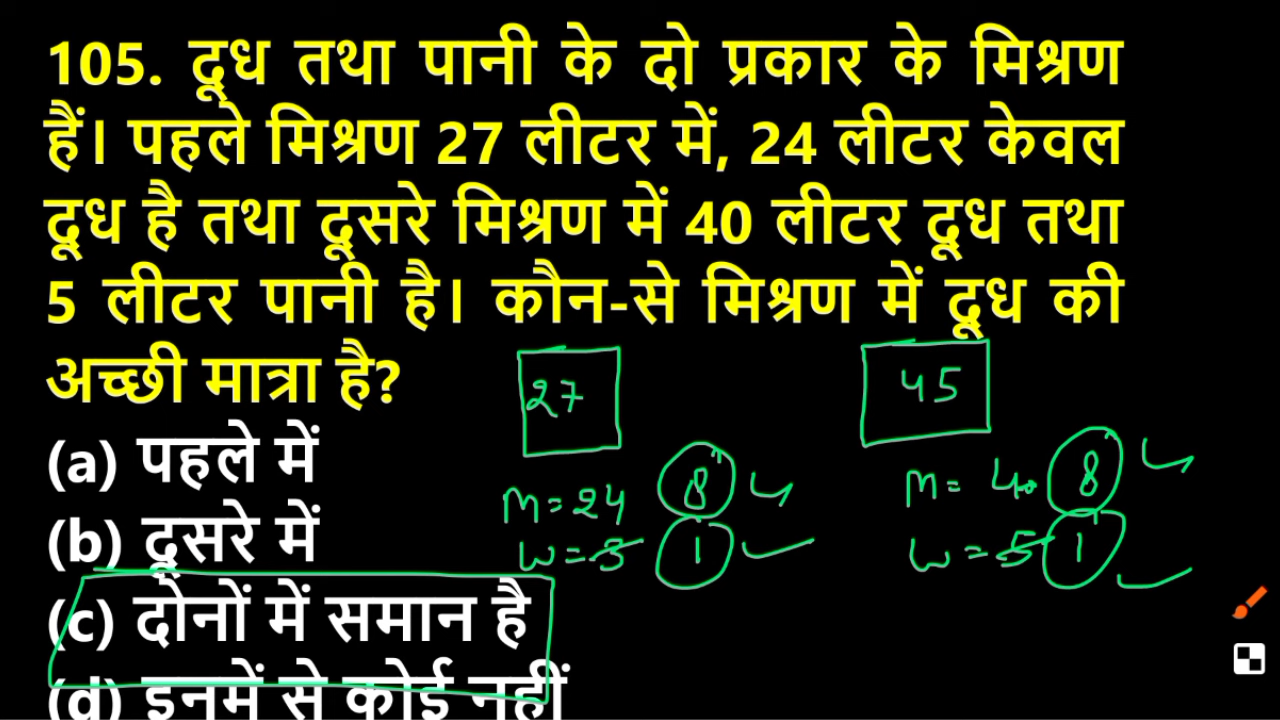 105. दूध तथा पानी के दो प्रकार के मिश्रण
हैं। पहले मिश्रण 27 लीटर में, 24 लीटर केवल
दूध है तथा दूसरे मिश्रण में 40 लीटर दूध तथा
5 लीटर पानी है। कौन-से मिश्रण में दूध की
अच्छी मात्रा है?
27
45
(a) पहले में
M=24 8
M= 40 8
(b) दूसरे में
W=3 1
W=5 1
(c) दोनों में समान है
(d) इनमें से कोई नहीं